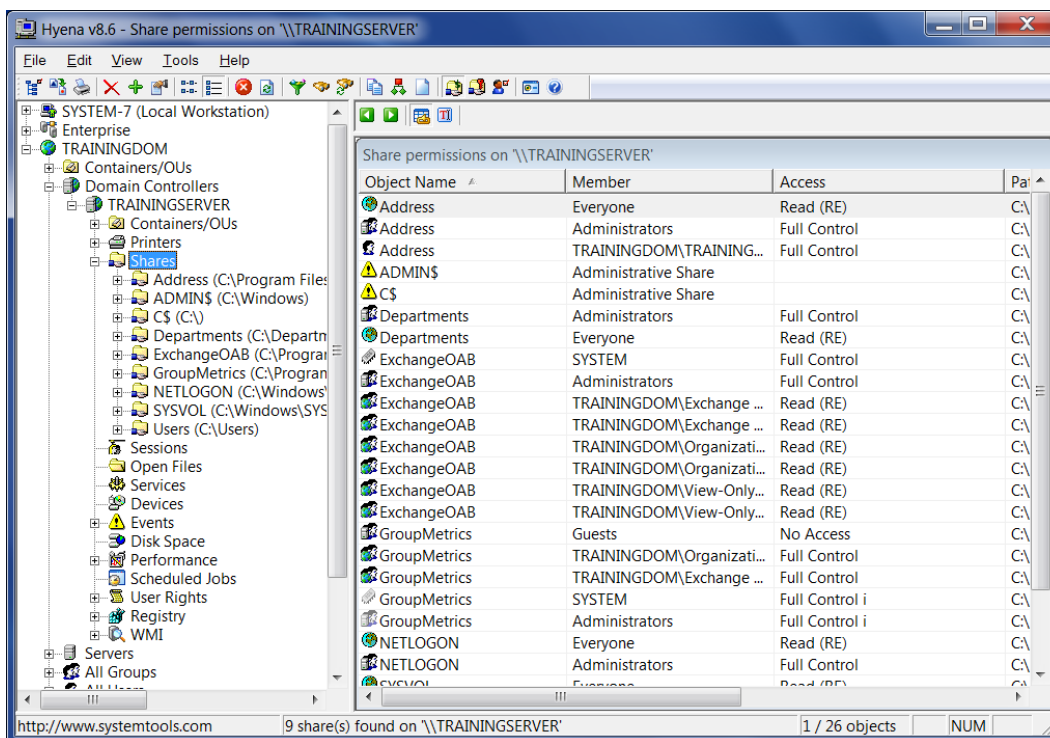 Hyena v8.6 - Share permissions on '\\TRAININGSERVER'
File Edit View Tools Help
SYSTEM-7 (Local Workstation)
Enterprise
TRAININGDOM
Containers/OUs
Domain Controllers
TRAININGSERVER
Containers/OUs
Printers
Shares
Address (C:\Program Files
ADMIN$ (C:\Windows)
C$ (C:\)
Departments (C:\Departm
ExchangeOAB (C:\Program
GroupMetrics (C:\Program
NETLOGON (C:\Windows\
SYSVOL (C:\Windows\SYS
Users (C:\Users)
Sessions
Open Files
Services
Devices
Events
Disk Space
Performance
Scheduled Jobs
User Rights
Registry
WMI
Servers
All Groups
All Users
Share permissions on '\\TRAININGSERVER'
Object Name Member Access Pat
Address Everyone Read (RE) C:\
Address Administrators Full Control C:\
Address TRAININGDOM\TRAINING... Full Control C:\
ADMIN$ Administrative Share C:\
C$ Administrative Share C:\
Departments Administrators Full Control C:\
Departments Everyone Read (RE) C:\
ExchangeOAB SYSTEM Full Control C:\
ExchangeOAB Administrators Full Control C:\
ExchangeOAB TRAININGDOM\Exchange ... Read (RE) C:\
ExchangeOAB TRAININGDOM\Exchange ... Read (RE) C:\
ExchangeOAB TRAININGDOM\Organizati... Read (RE) C:\
ExchangeOAB TRAININGDOM\Organizati... Read (RE) C:\
ExchangeOAB TRAININGDOM\View-Only... Read (RE) C:\
ExchangeOAB TRAININGDOM\View-Only... Read (RE) C:\
GroupMetrics Guests No Access C:\
GroupMetrics TRAININGDOM\Organizati... Full Control C:\
GroupMetrics TRAININGDOM\Exchange ... Full Control C:\
GroupMetrics SYSTEM Full Control i C:\
GroupMetrics Administrators Full Control i C:\
NETLOGON Everyone Read (RE) C:\
NETLOGON Administrators Full Control C:\
SYSVOL Everyone Read (RE) C:\
http://www.systemtools.com 9 share(s) found on '\\TRAININGSERVER' 1 / 26 objects NUM